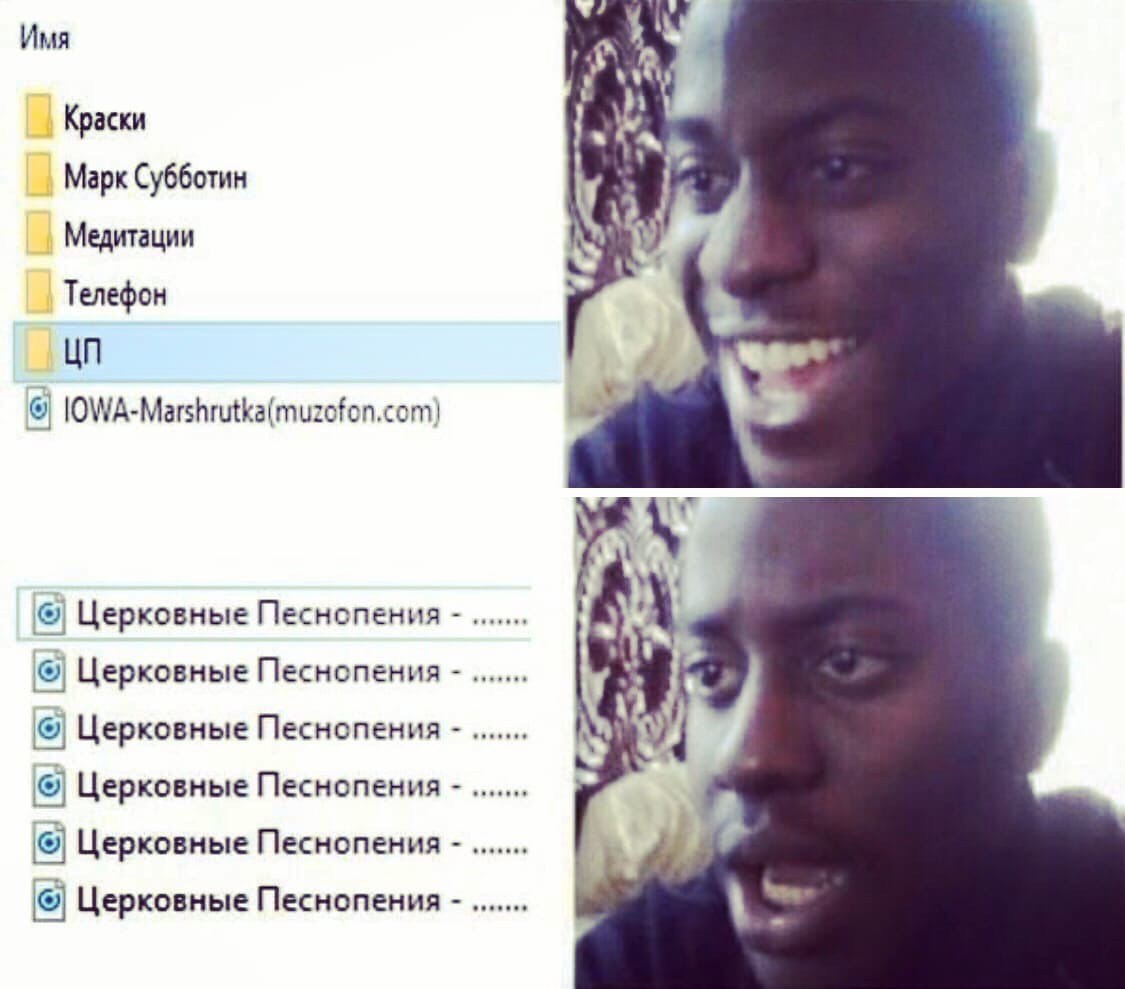 Имя
Краски
Марк Субботин
Медитации
Телефон
ЦП
IOWA-Marshrutka(muzofon.com)
Церковные Песнопения - .......
Церковные Песнопения - .......
Церковные Песнопения - .......
Церковные Песнопения - .......
Церковные Песнопения - .......
Церковные Песнопения - .......